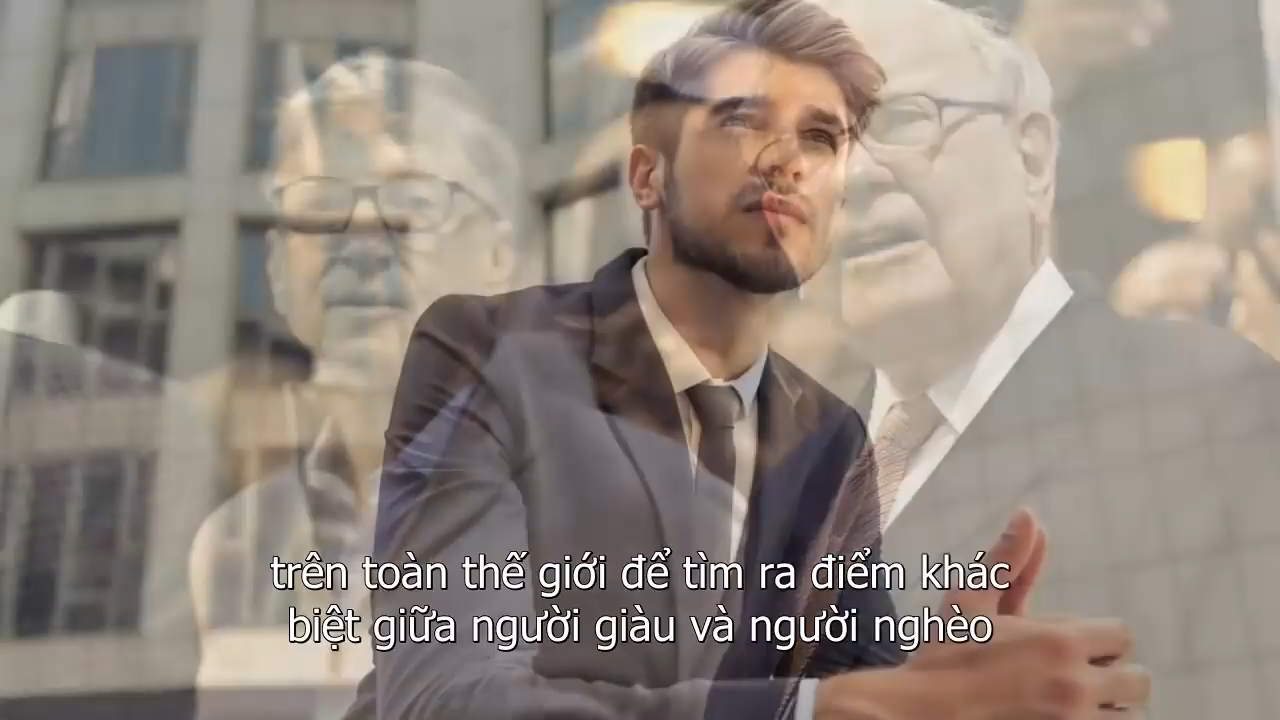 trên toàn thế giới để tìm ra điểm khác
biệt giữa người giàu và người nghèo